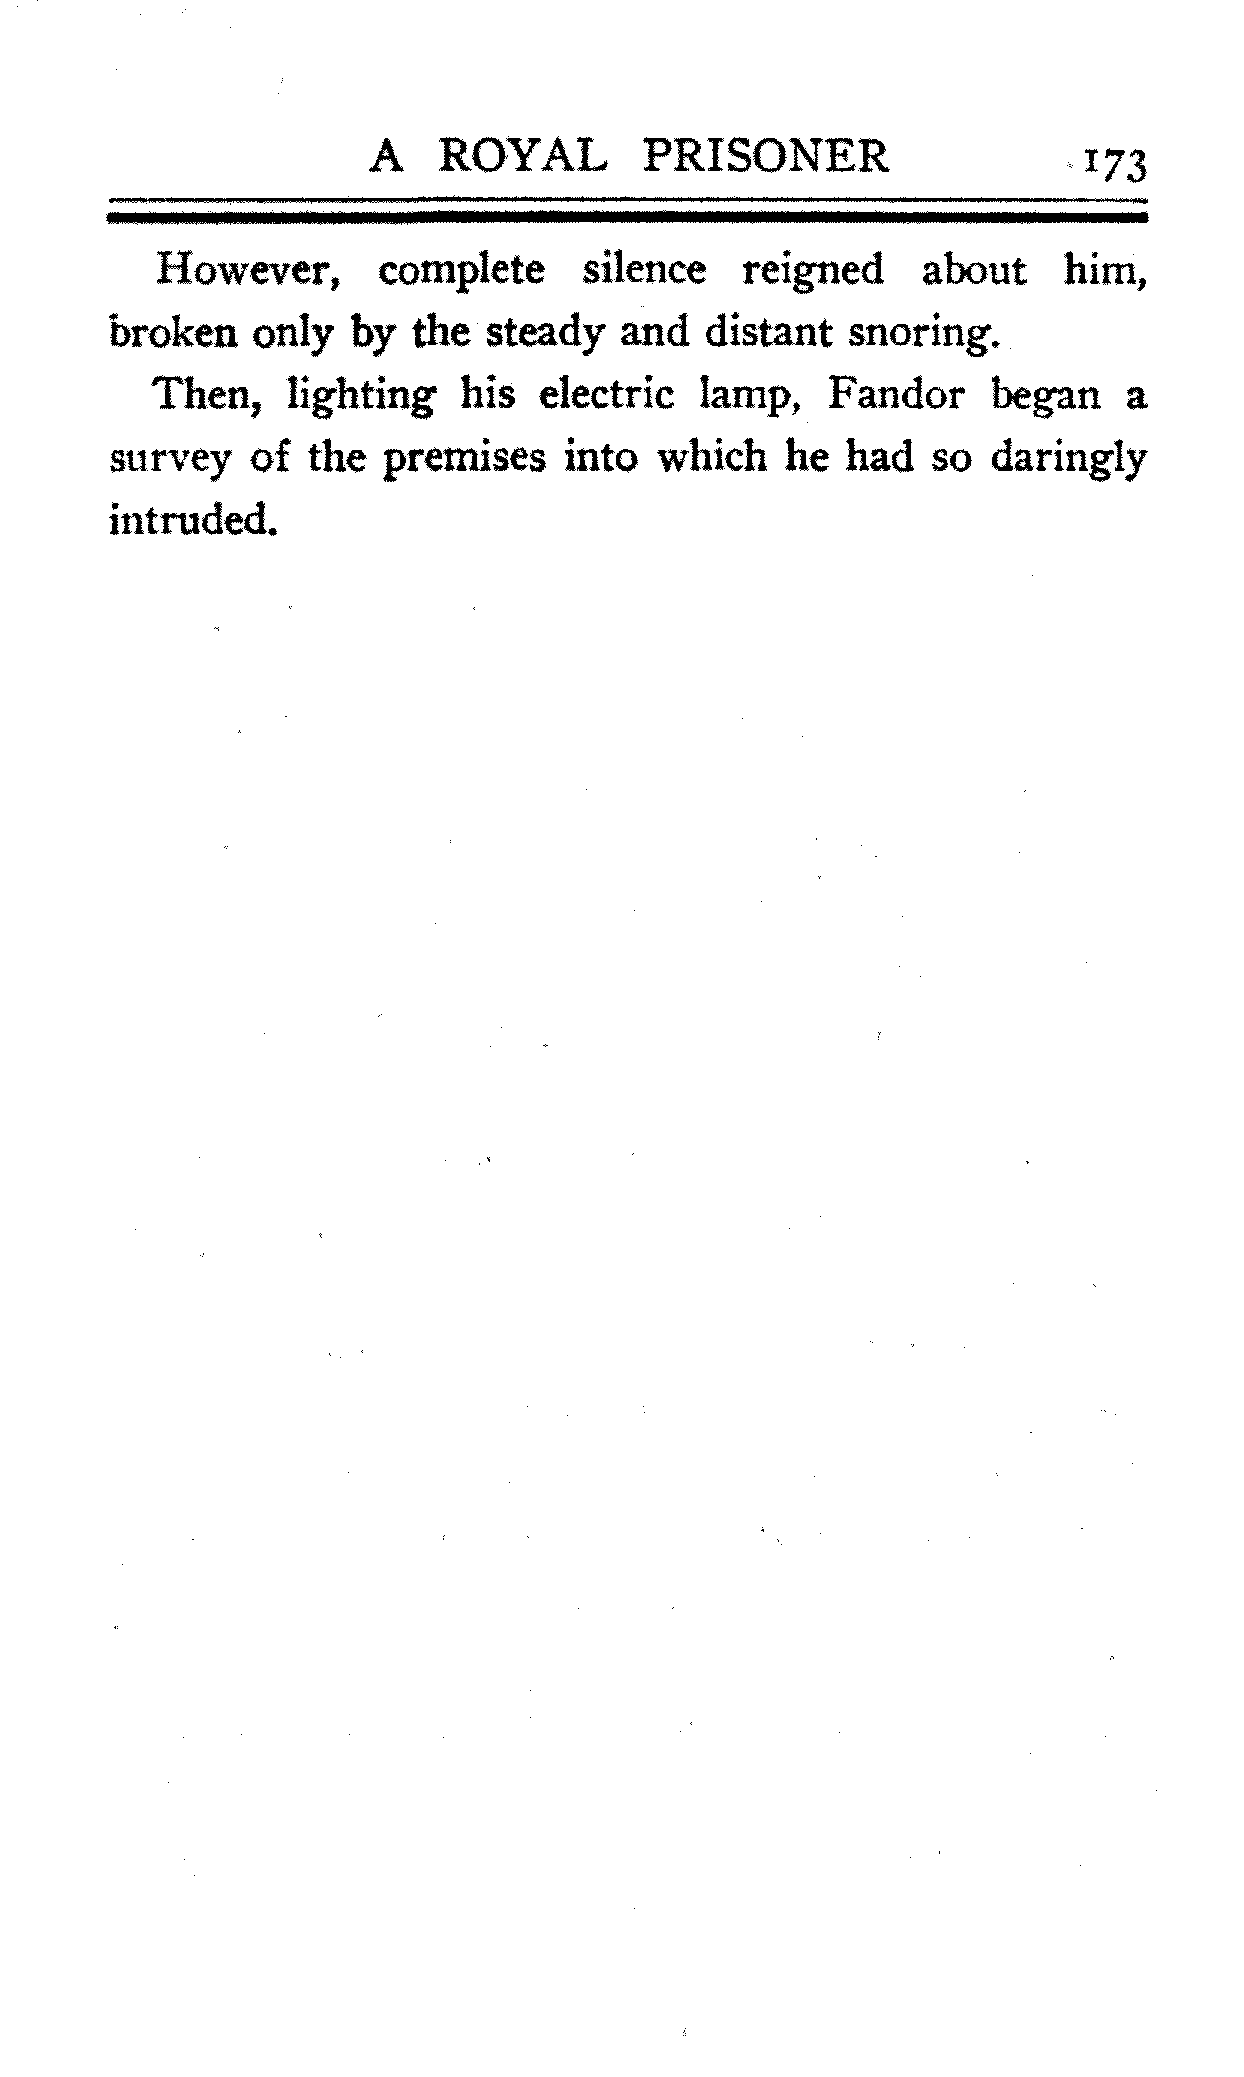 A ROYAL PRISONER 173
However, complete silence reigned about him,
broken only by the steady and distant snoring.
Then, lighting his electric lamp, Fandor began a
survey of the premises into which he had so daringly
intruded.